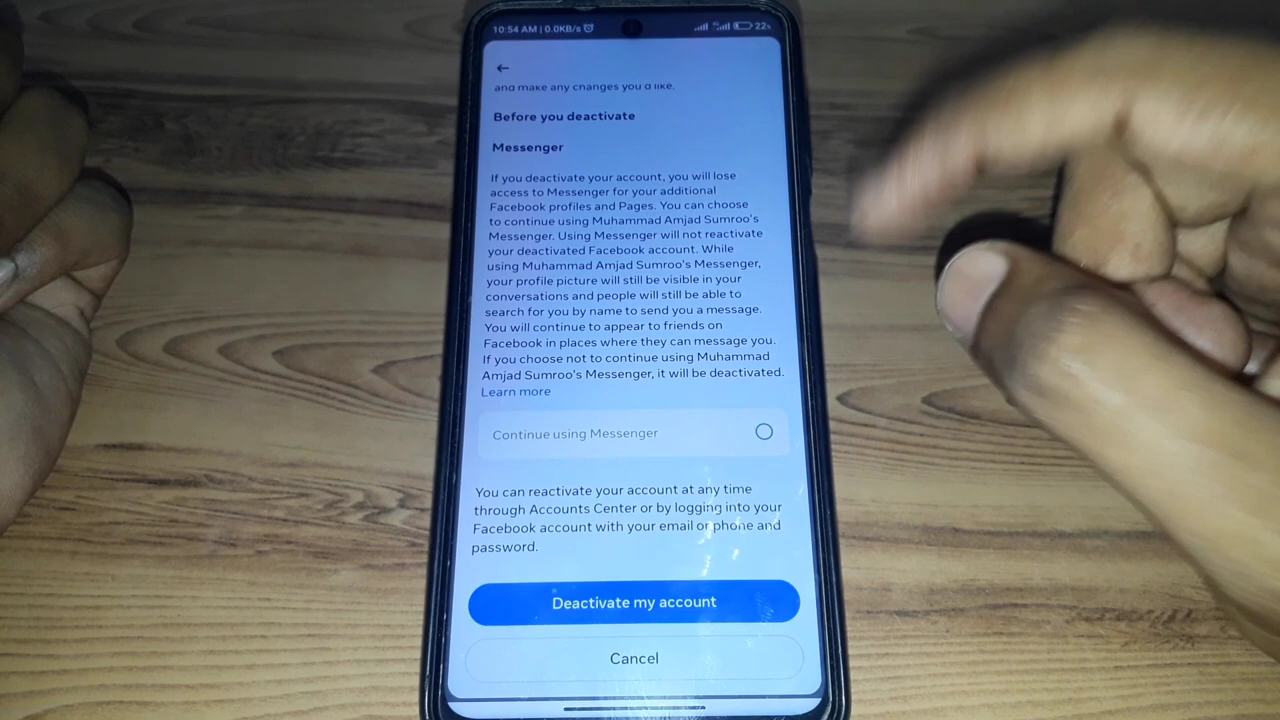 10:54 AM | 0.0KB/s
22%
and make any changes you'd like.
Before you deactivate
Messenger
If you deactivate your account, you will lose
access to Messenger for your additional
Facebook profiles and Pages. You can choose
to continue using Muhammad Amjad Sumroo's
Messenger. Using Messenger will not reactivate
your deactivated Facebook account. While
using Muhammad Amjad Sumroo's Messenger,
your profile picture will still be visible in your
conversations and people will still be able to
search for you by name to send you a message.
You will continue to appear to friends on
Facebook in places where they can message you.
If you choose not to continue using Muhammad
Amjad Sumroo's Messenger, it will be deactivated.
Learn more
Continue using Messenger
You can reactivate your account at any time
through Accounts Center or by logging into your
Facebook account with your email or phone and
password.
Deactivate my account
Cancel